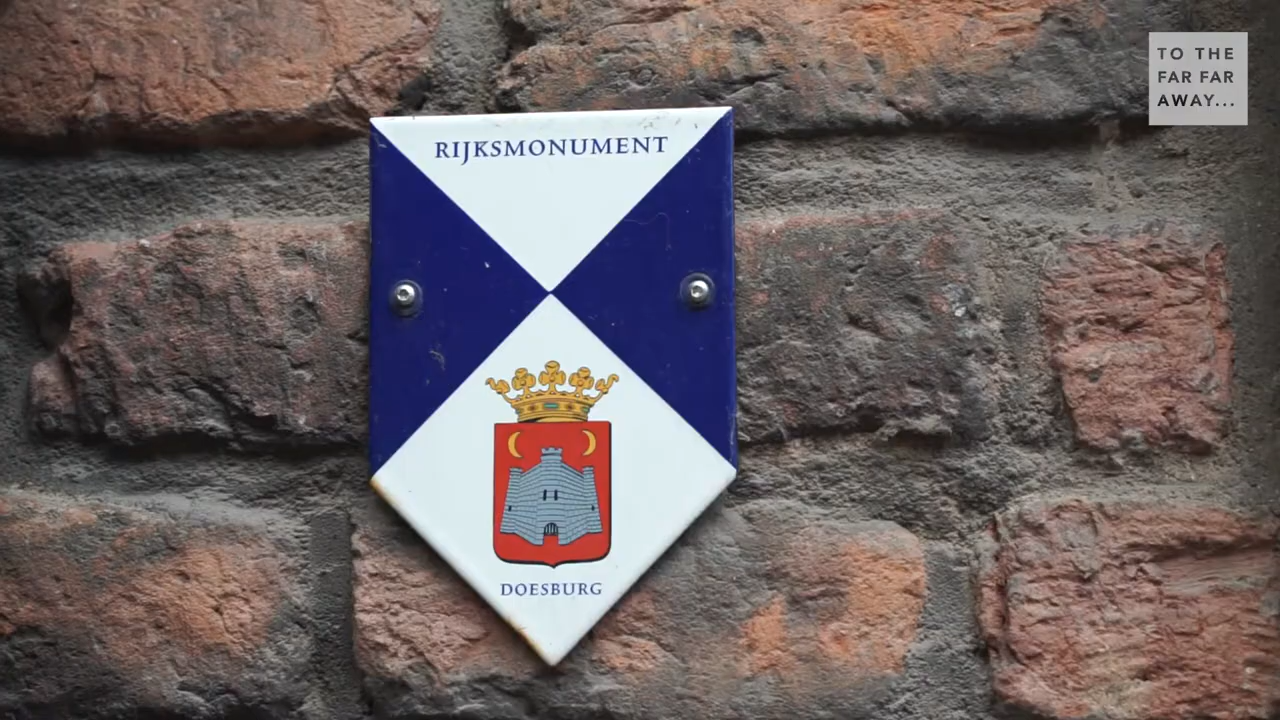 RIJKSMONUMENT
DOESBURG
TO THE
FAR FAR
AWAY...